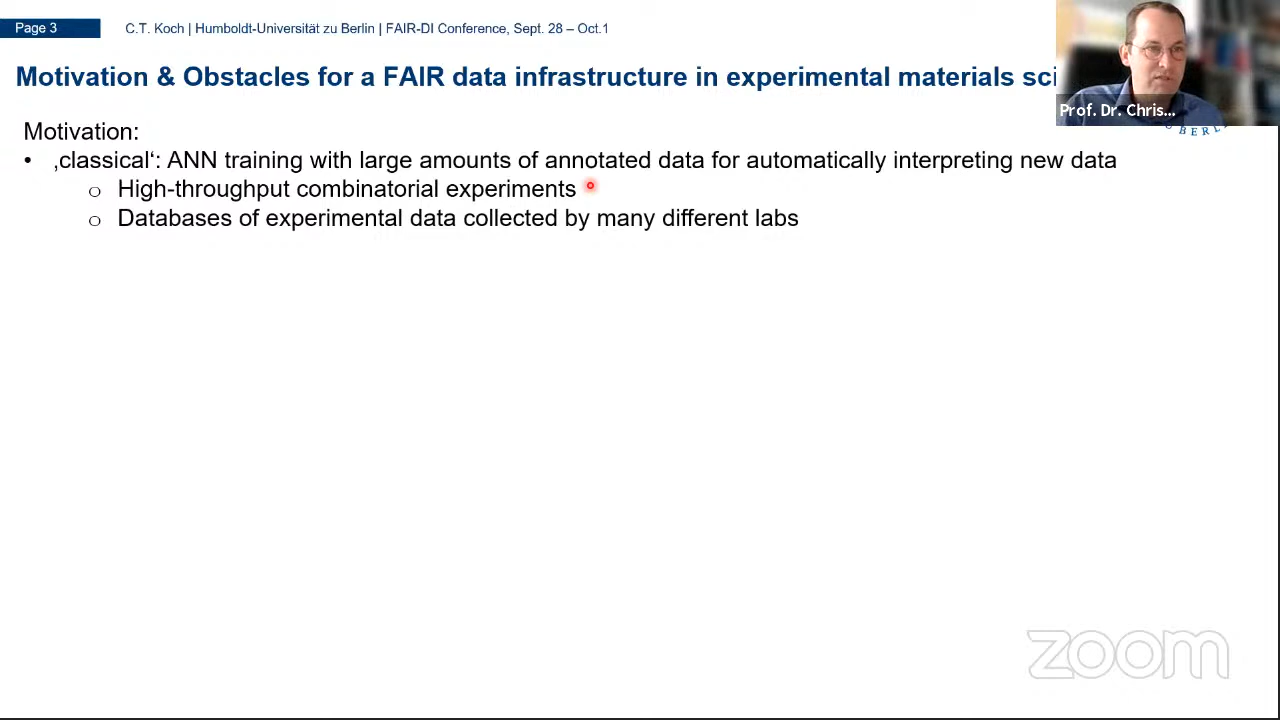 Page 3
C.T. Koch | Humboldt-Universität zu Berlin | FAIR-DI Conference, Sept. 28 – Oct.1
Motivation & Obstacles for a FAIR data infrastructure in experimental materials sci
Prof. Dr. Chris...
BERL
Motivation:
• ‚classical‘: ANN training with large amounts of annotated data for automatically interpreting new data
o High-throughput combinatorial experiments
o Databases of experimental data collected by many different labs
zoom